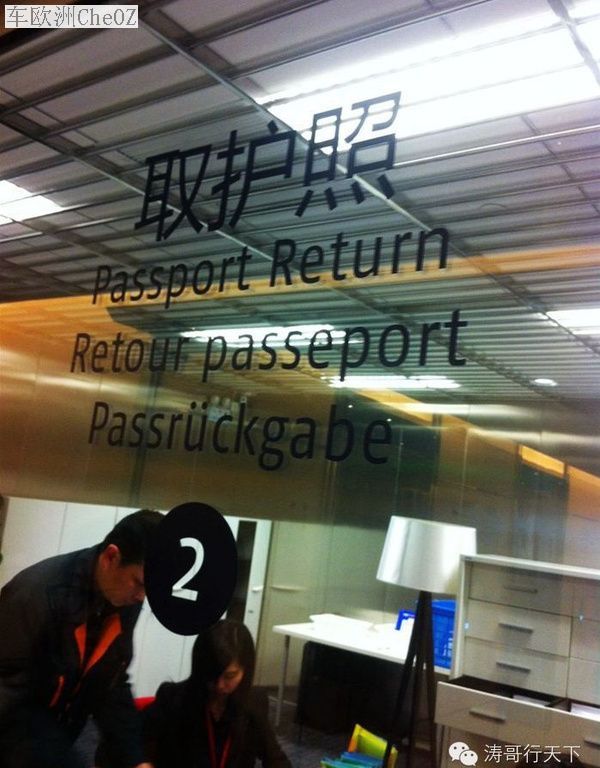 车欧洲CheOZ
取护照
Passport Return
Retour passeport
Passrückgabe
2
涛哥行天下